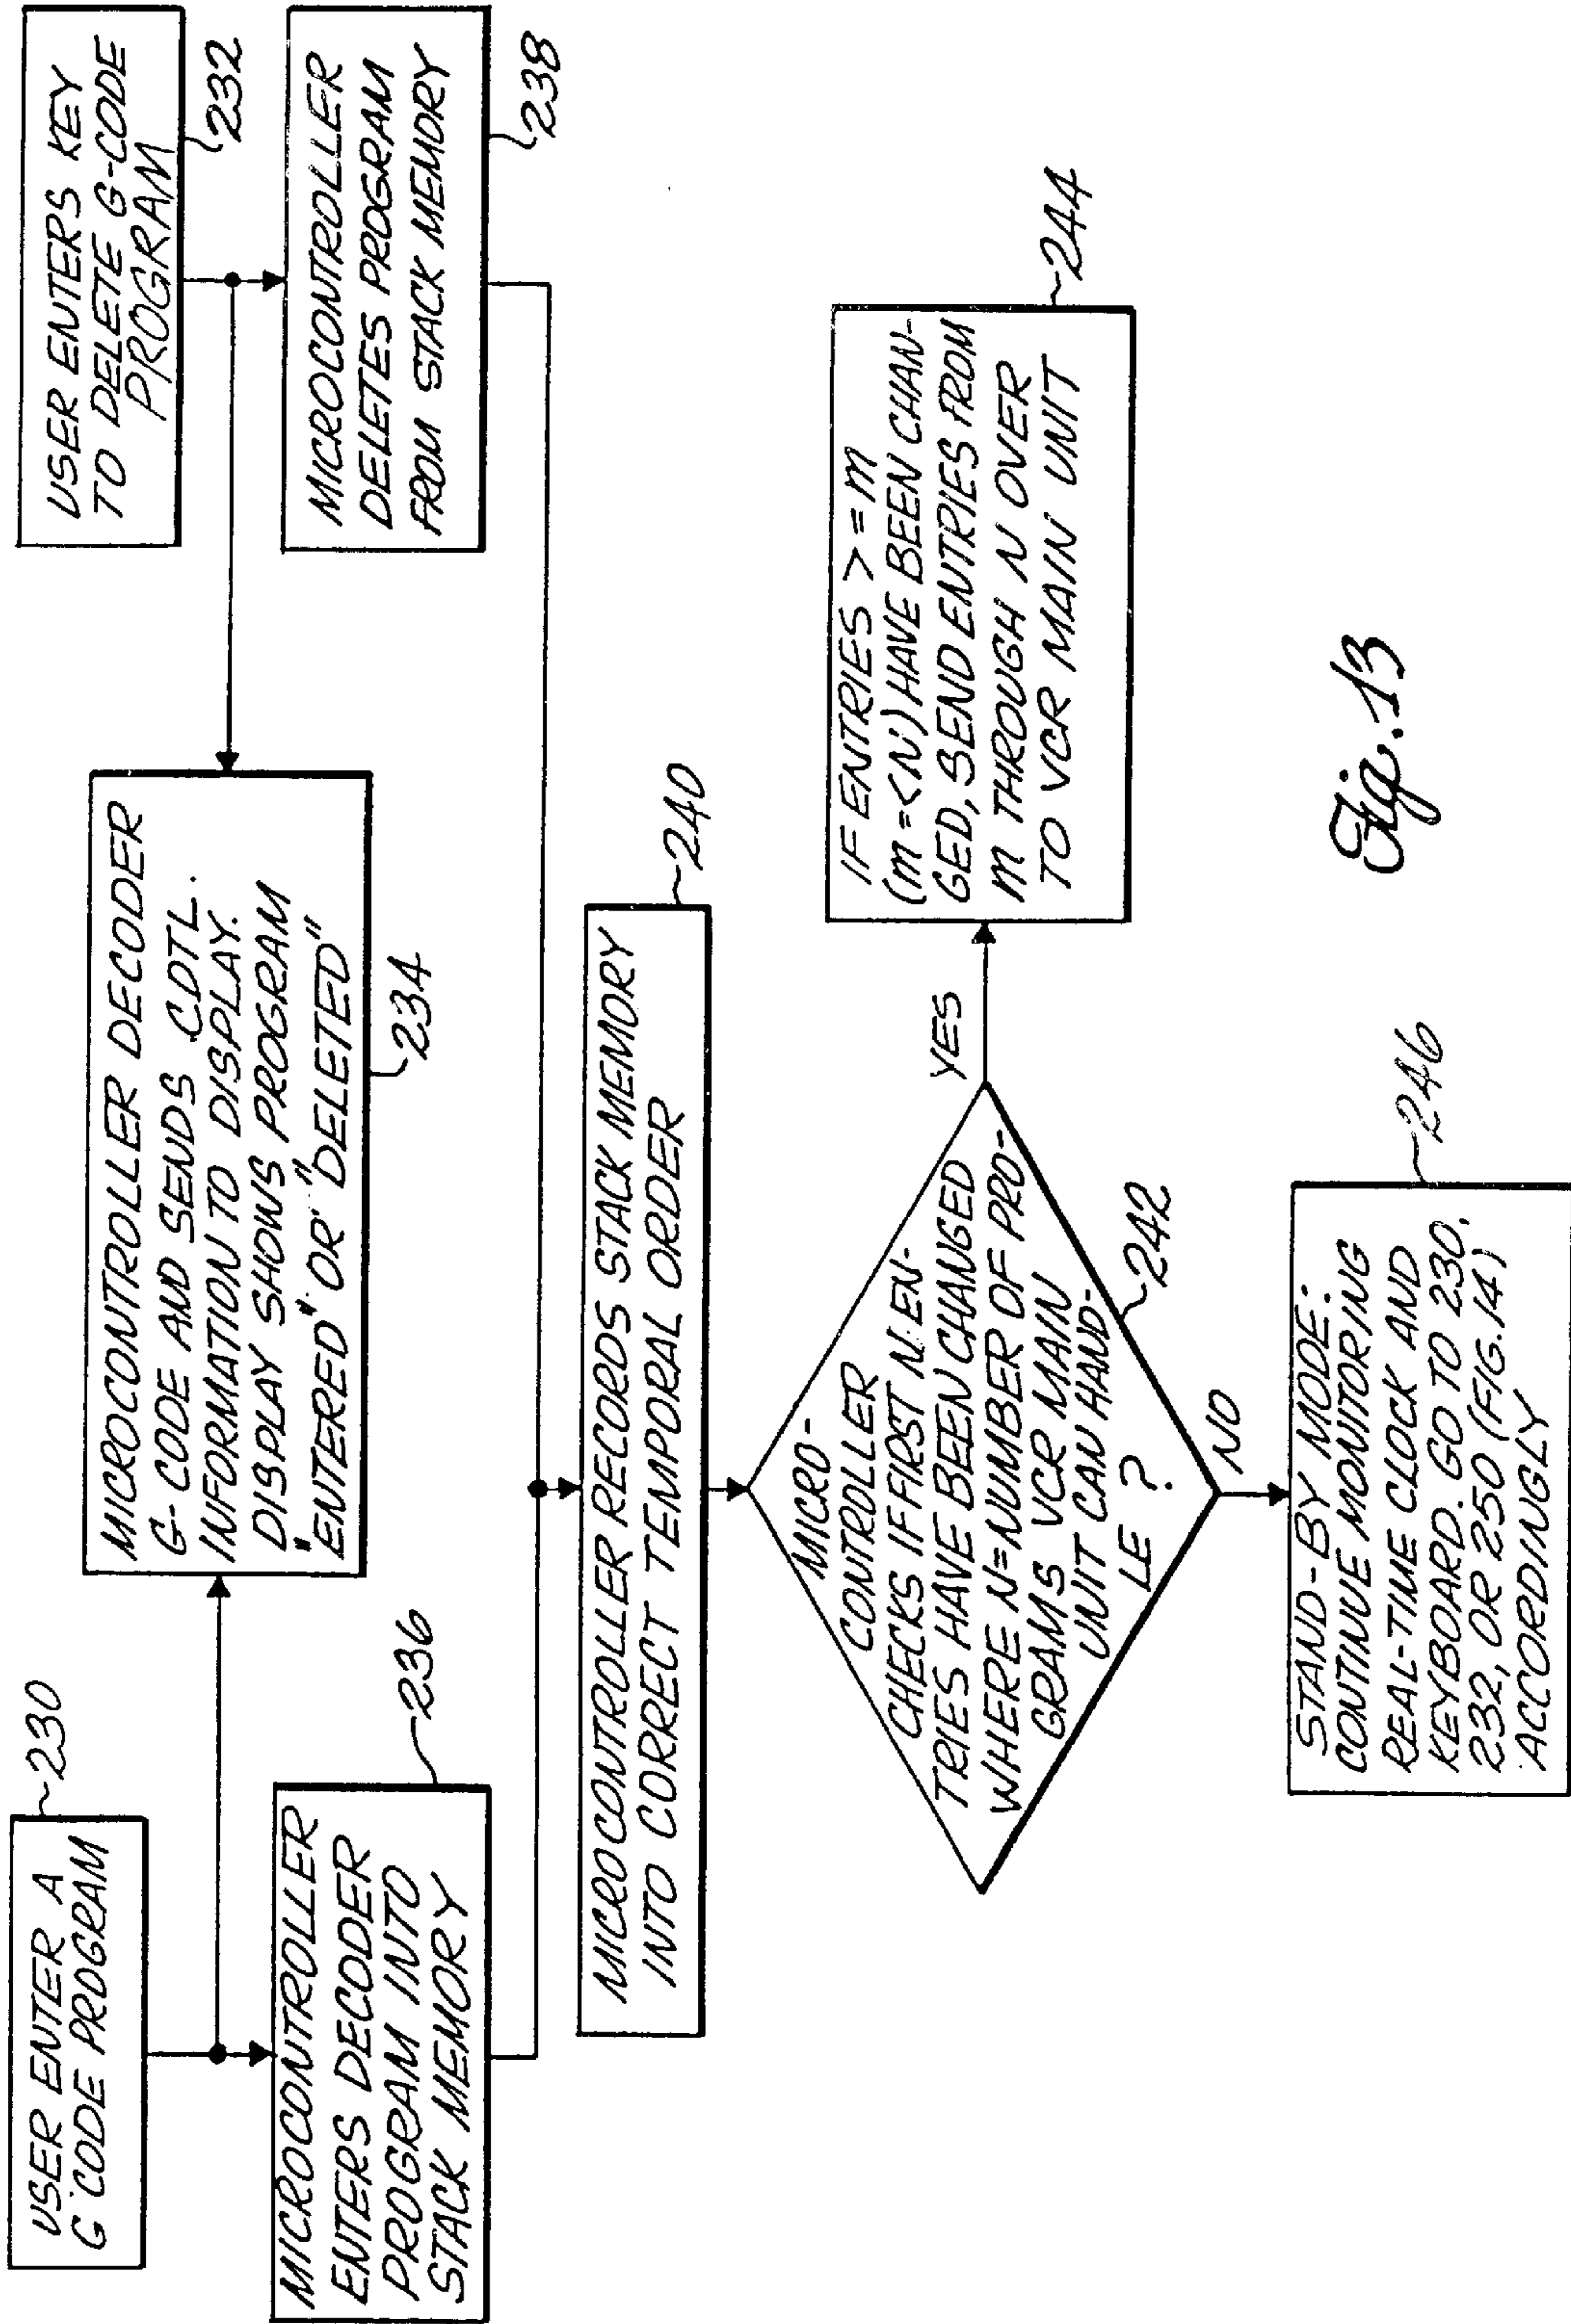 USER ENTER A
G CODE PROGRAM
230
USER ENTERS KEY
TO DELETE G-CODE
PROGRAM
232
MICROCONTROLLER DECODER
G-CODE AND SENDS CDTL.
INFORMATION TO DISPLAY.
DISPLAY SHOWS PROGRAM
"ENTERED" OR "DELETED"
234
MICROCONTROLLER
ENTERS DECODER
PROGRAM INTO
STACK MEMORY
236
MICROCONTROLLER
DELETES PROGRAM
FROM STACK MEMORY
238
MICROCONTROLLER RECORDS STACK MEMORY
INTO CORRECT TEMPORAL ORDER
240
MICRO-
CONTROLLER
CHECKS IF FIRST N EN-
TRIES HAVE BEEN CHANGED
WHERE N=NUMBER OF PRO-
GRAMS VCR MAIN
UNIT CAN HAND-
LE ?
242
YES
IF ENTRIES >=M
(M=<N) HAVE BEEN CHAN-
GED, SEND ENTRIES FROM
M THROUGH N OVER
TO VCR MAIN UNIT
244
NO
STAND-BY MODE:
CONTINUE MONITORING
REAL-TIME CLOCK AND
KEYBOARD. GO TO 230,
232, OR 250 (FIG.14)
ACCORDINGLY
246
Fig. 13